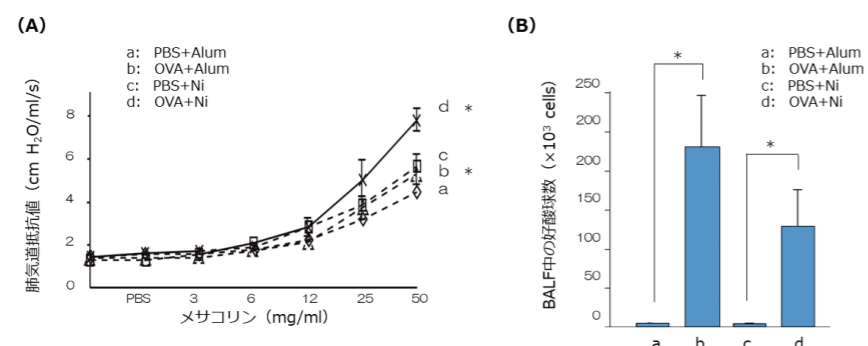 (A)
a: PBS+Alum
b: OVA+Alum
c: PBS+Ni
d: OVA+Ni
肺気道抵抗値（cm H₂O/ml/s）
8
6
4
2
0
d *
c
b *
a
PBS 3 6 12 25 50
メサコリン（mg/ml）
(B)
a: PBS+Alum
b: OVA+Alum
c: PBS+Ni
d: OVA+Ni
BALF中の好酸球数（×10³ cells）
250
200
200
150
100
50
0
*
*
a b c d